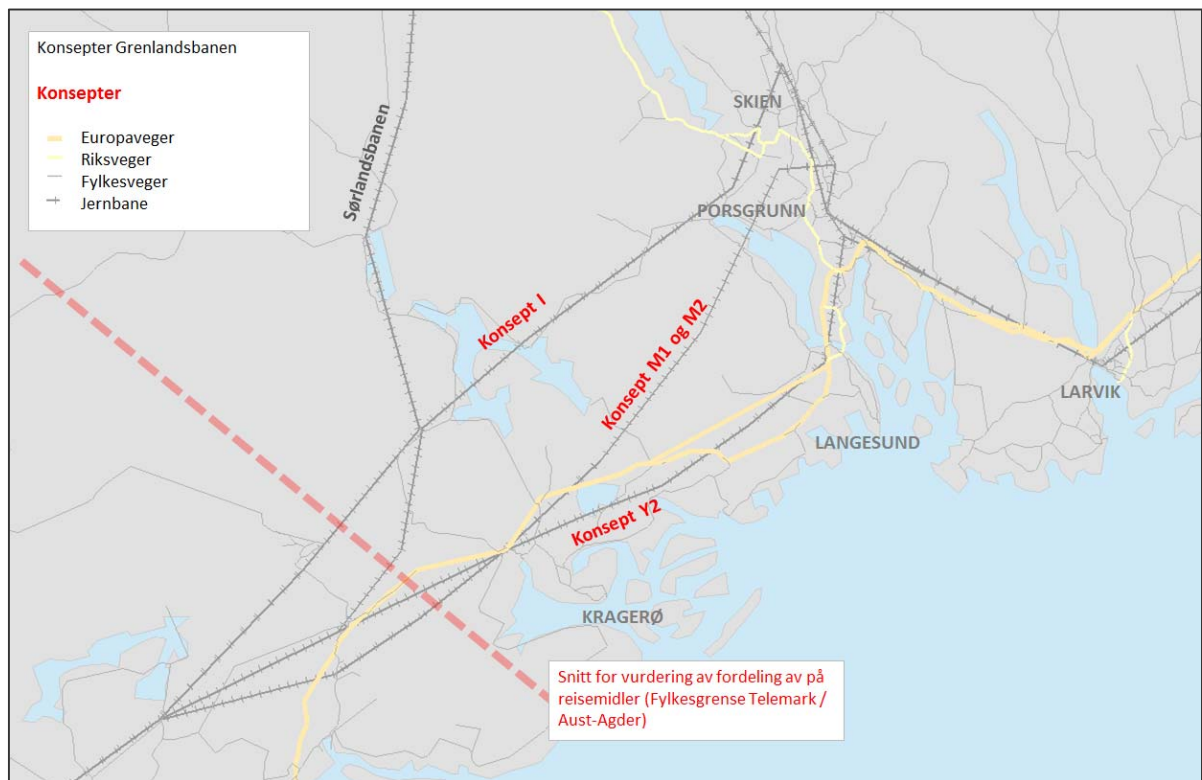 Konsepter Grenlandsbanen
Konsepter
Europaveger
Riksveger
Fylkesveger
Jernbane
Sørlandsbanen
SKIEN
PORSGRUNN
Konsept I
Konsept M1 og M2
LARVIK
LANGESUND
Konsept Y2
KRAGERØ
Snitt for vurdering av fordeling av på
reisemidler (Fylkesgrense Telemark /
Aust-Agder)